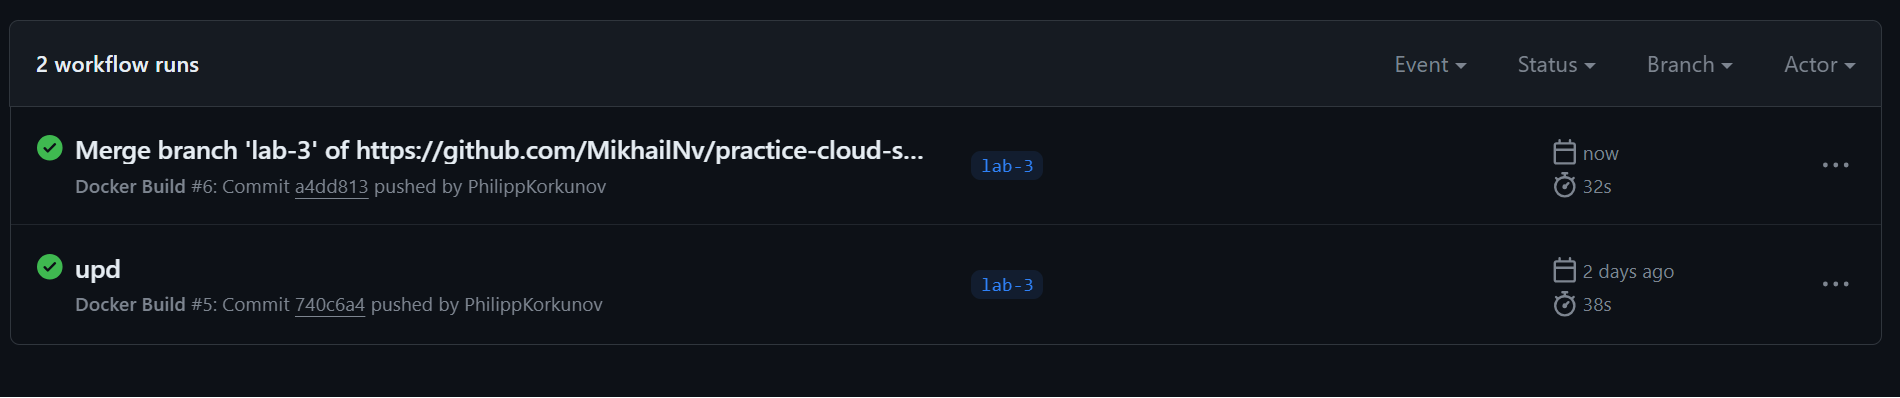 2 workflow runs
Event Status Branch Actor
Merge branch 'lab-3' of https://github.com/MikhailNv/practice-cloud-s...
Docker Build #6: Commit a4dd813 pushed by PhilippKorkunov
lab-3
now
32s
upd
Docker Build #5: Commit 740c6a4 pushed by PhilippKorkunov
lab-3
2 days ago
38s